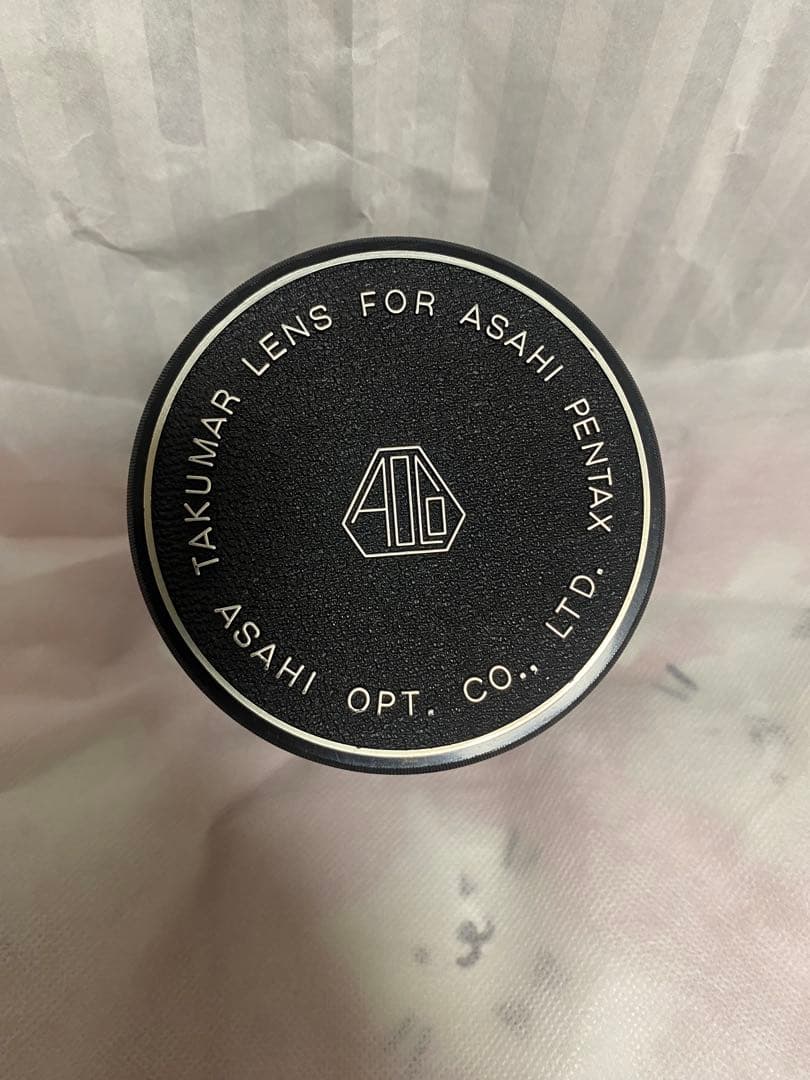 TAKUMAR LENS FOR ASAHI PENTAX
AOCO
ASAHI OPT. CO., LTD.